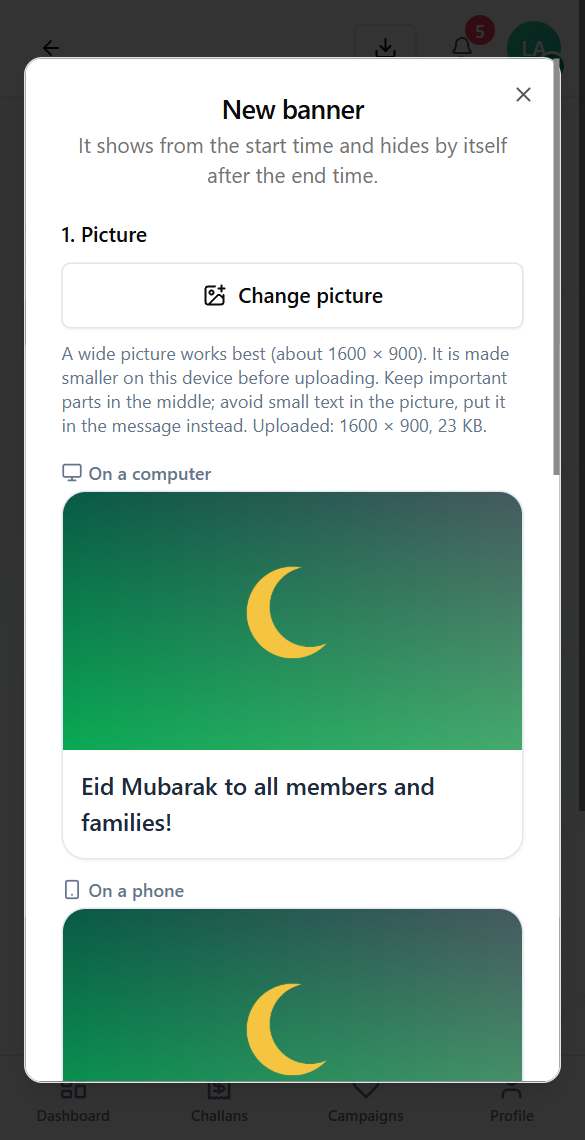 5
LA
New banner
It shows from the start time and hides by itself
after the end time.
1. Picture
Change picture
A wide picture works best (about 1600 × 900). It is made
smaller on this device before uploading. Keep important
parts in the middle; avoid small text in the picture, put it
in the message instead. Uploaded: 1600 × 900, 23 KB.
On a computer
Eid Mubarak to all members and
families!
On a phone
Dashboard
Challans
Campaigns
Profile